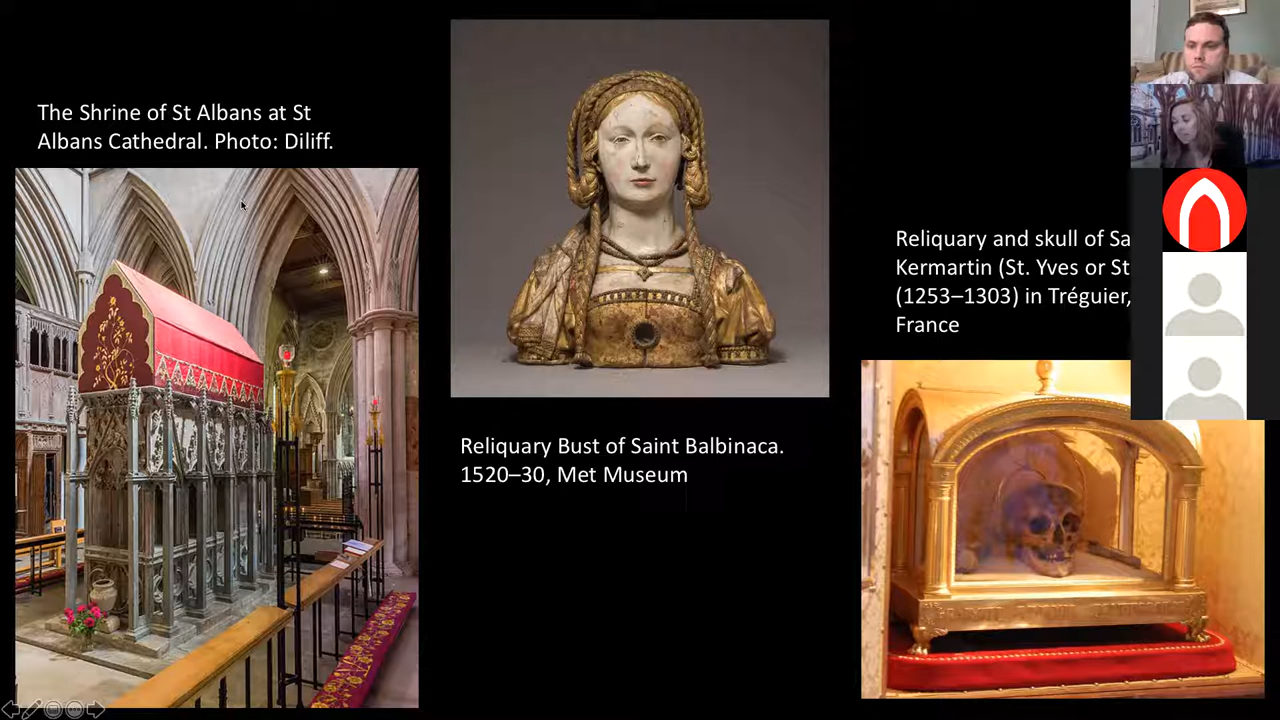 The Shrine of St Albans at St
Albans Cathedral. Photo: Diliff.
Reliquary Bust of Saint Balbinaca.
1520–30, Met Museum
Reliquary and skull of Sa
Kermartin (St. Yves or St
(1253–1303) in Tréguier,
France